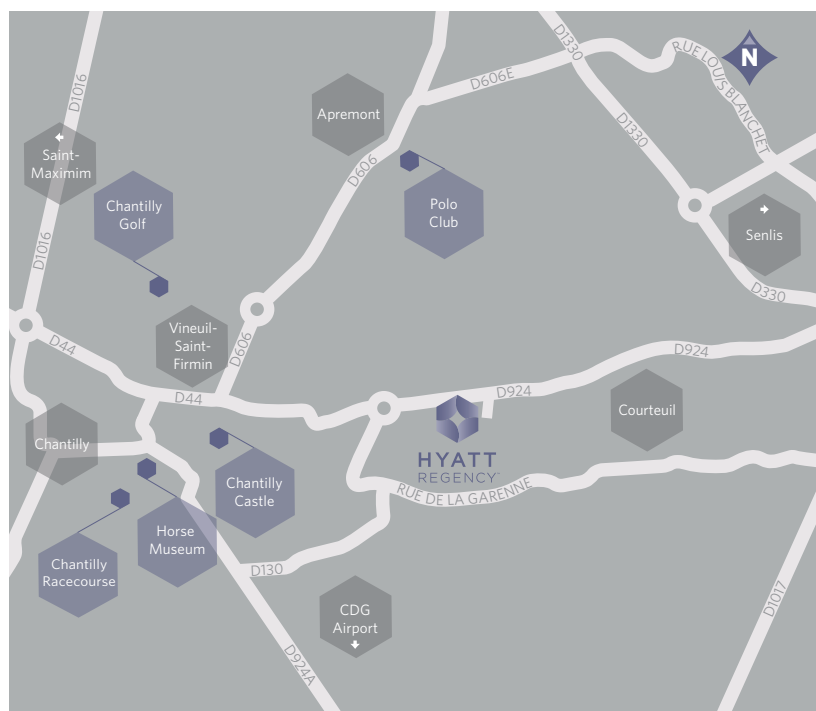 D1330
D606E
RUE LOUIS BLANCHET
N
D1016
Apremont
D1330
Saint-
Maximim
D606
Chantilly
Golf
Polo
Club
Senlis
D1016
D330
D44
Vineuil-
Saint-
Firmin
D606
D924
D924
D44
Courteuil
Chantilly
HYATT
REGENCY
RUE DE LA GARENNE
Chantilly
Castle
Horse
Museum
Chantilly
Racecourse
D130
CDG
Airport
D1017
D924A